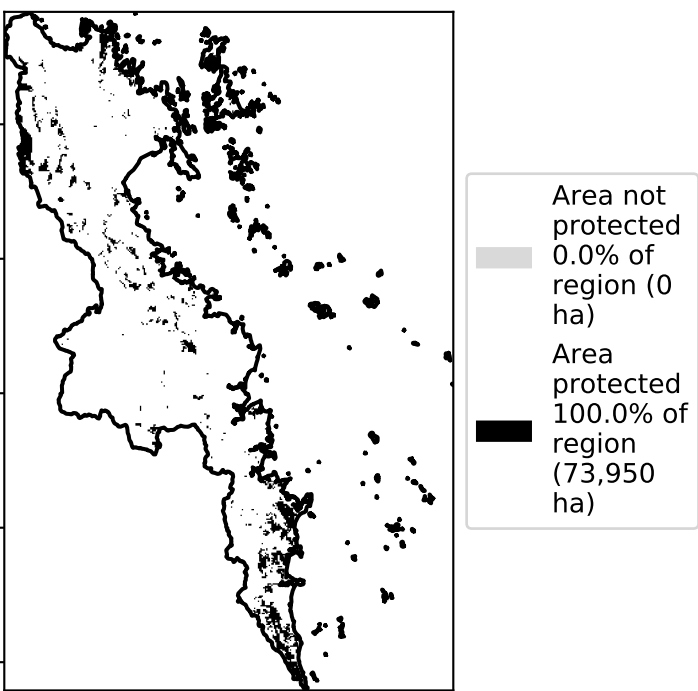 Area not
protected
0.0% of
region (0
ha)
Area
protected
100.0% of
region
(73,950
ha)